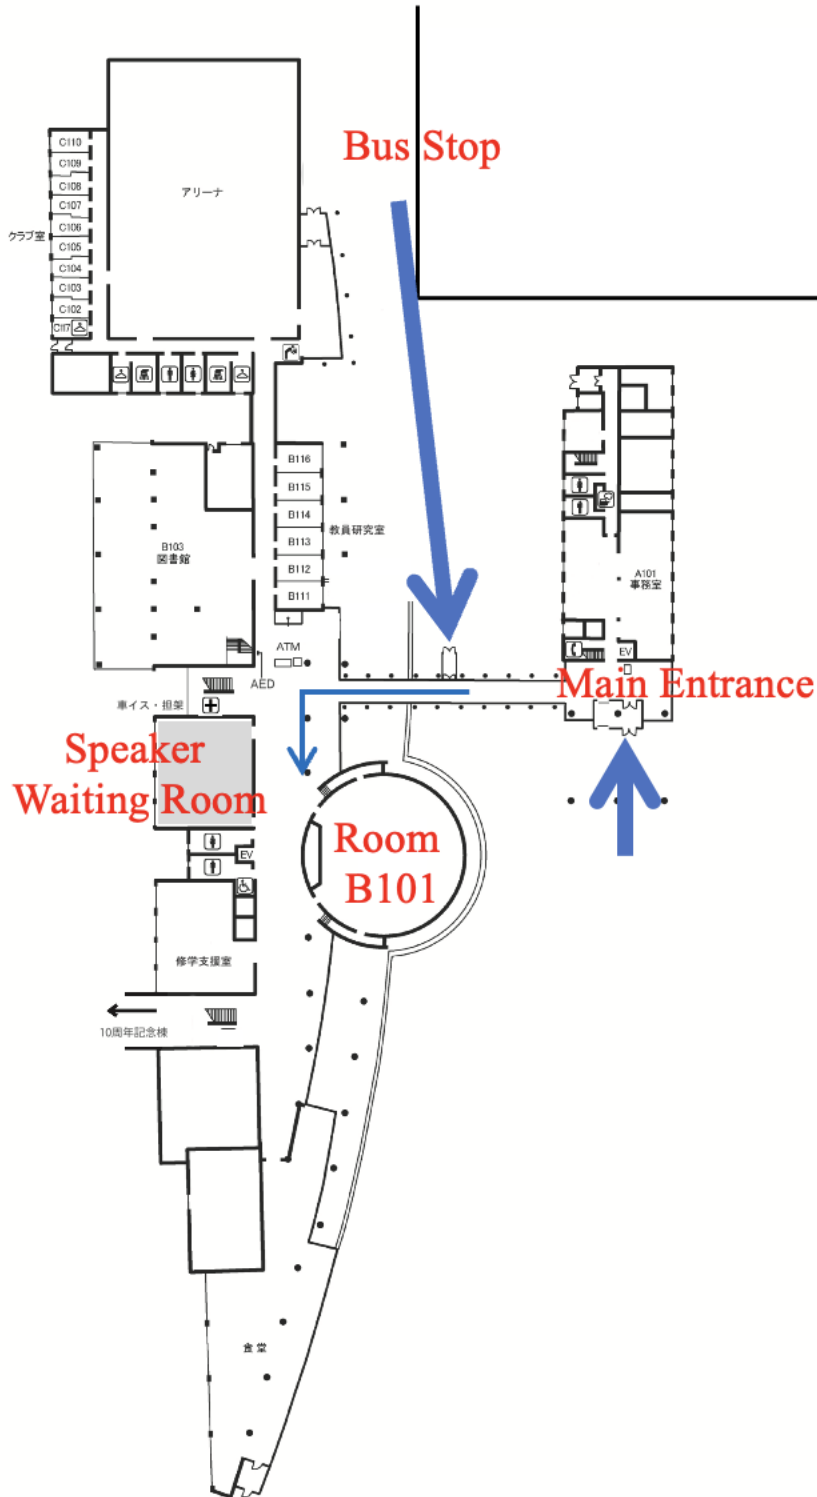 Bus Stop
C110
C109
C108
C107
C106
C105
C104
C103
C102
C117
クラブ室
アリーナ
B116
B115
B114
B113
B112
B111
教員研究室
B103
図書館
A101
事務室
ATM
AED
EV
Main Entrance
車イス・担架
Speaker
Waiting Room
EV
Room
B101
修学支援室
10周年記念棟
食堂